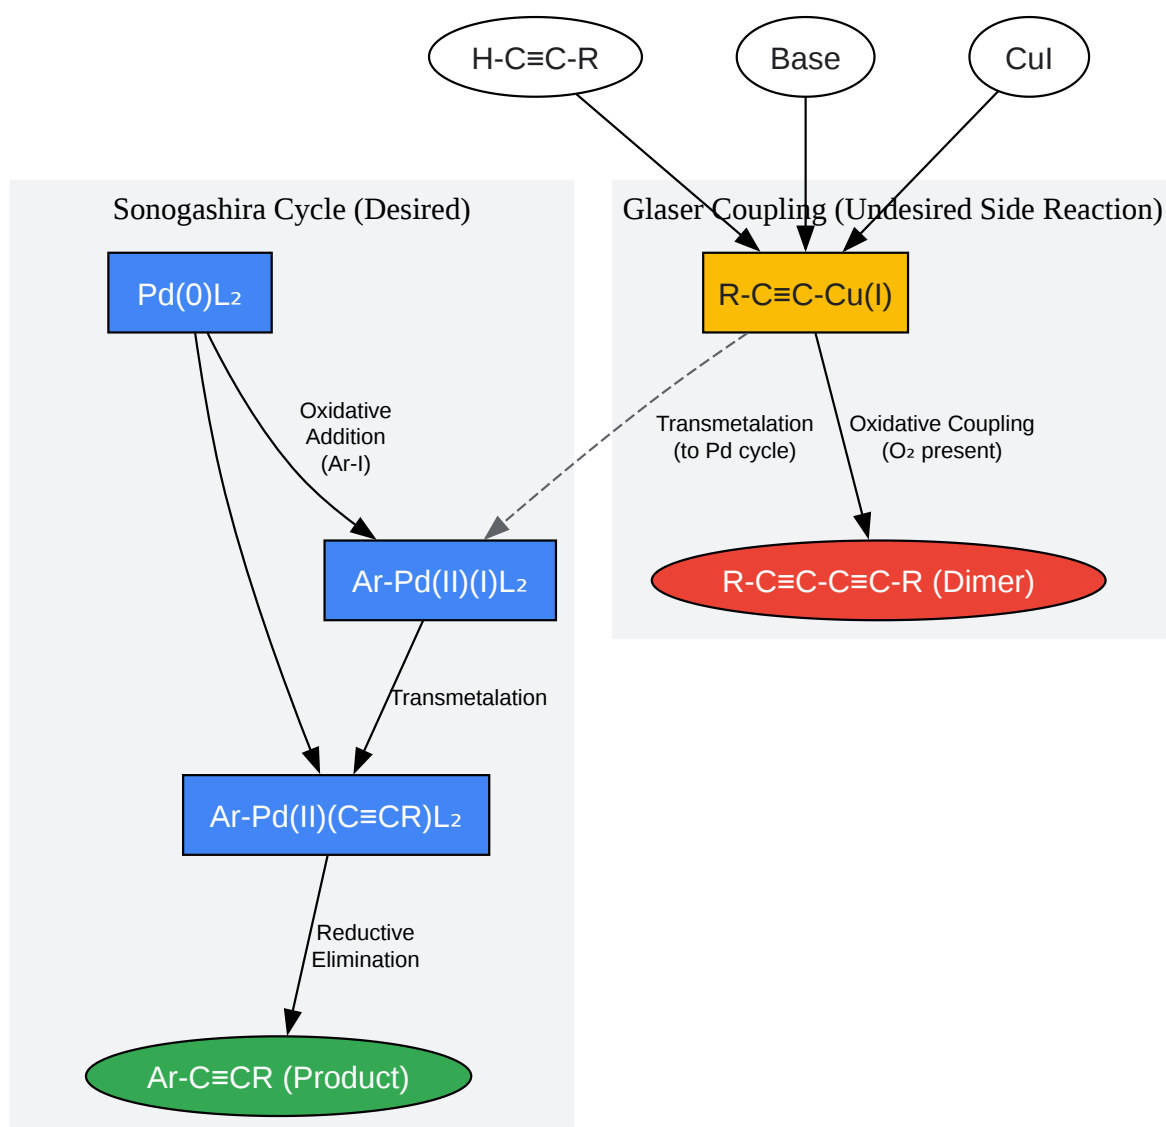 H-C≡C-R
Base
CuI
Sonogashira Cycle (Desired)
Glaser Coupling (Undesired Side Reaction)
Pd(0)L₂
R-C≡C-Cu(I)
Oxidative
Addition
(Ar-I)
Transmetalation
(to Pd cycle)
Oxidative Coupling
(O₂ present)
Ar-Pd(II)(I)L₂
R-C≡C-C≡C-R (Dimer)
Transmetalation
Ar-Pd(II)(C≡CR)L₂
Reductive
Elimination
Ar-C≡CR (Product)